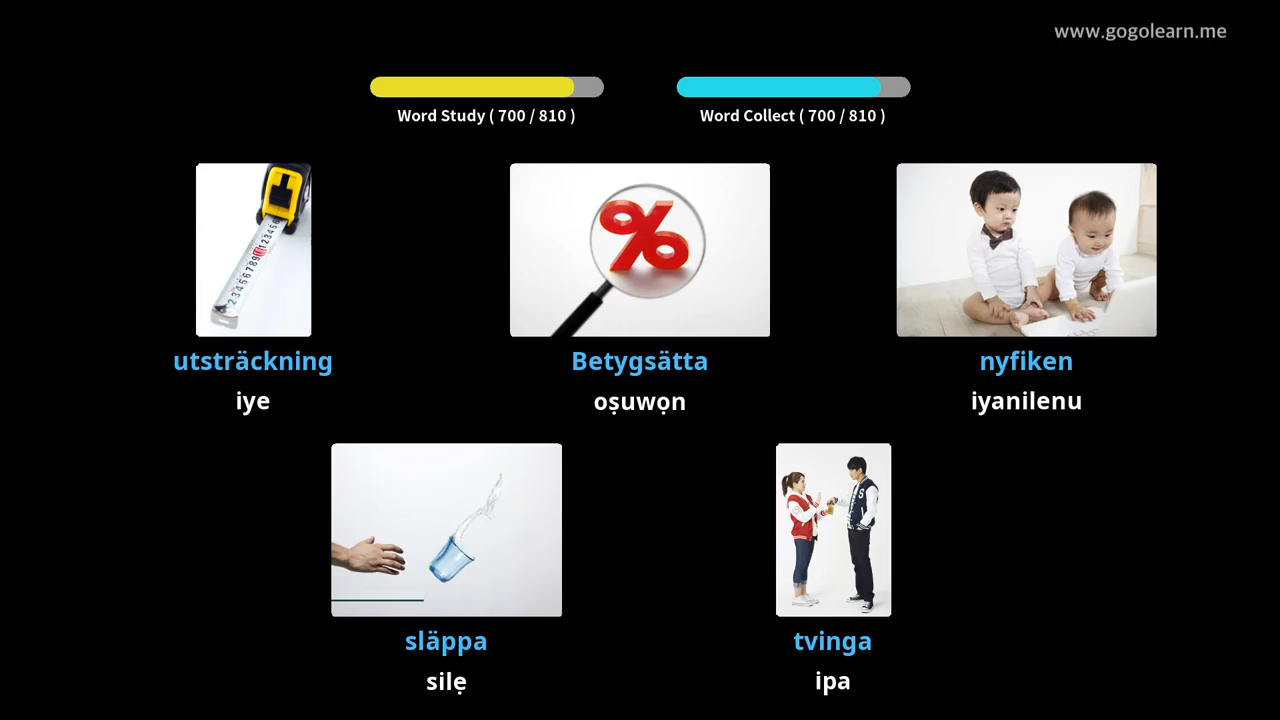 www.gogolearn.me
Word Study ( 700 / 810 )
Word Collect ( 700 / 810 )
utsträckning
iye
Betygsätta
oṣuwọn
nyfiken
iyanilenu
släppa
silẹ
tvinga
ipa